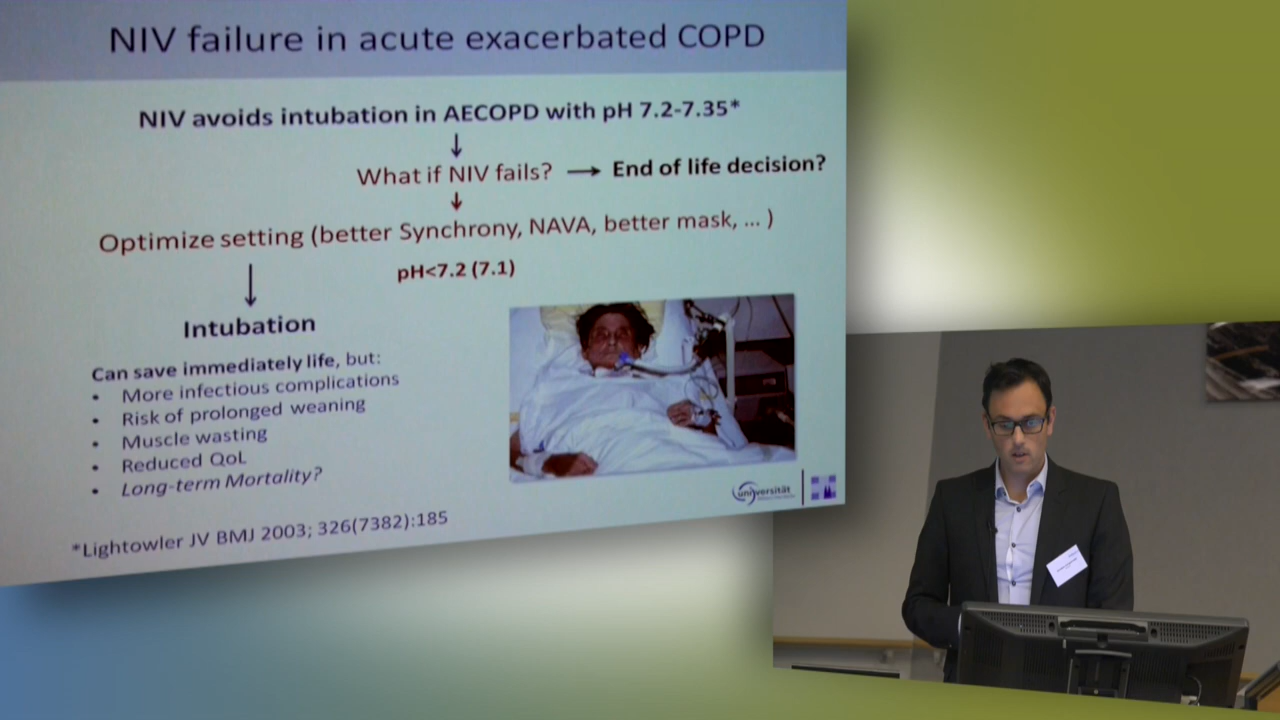 NIV failure in acute exacerbated COPD
NIV avoids intubation in AECOPD with pH 7.2-7.35*
↓
What if NIV fails? → End of life decision?
↓
Optimize setting (better Synchrony, NAVA, better mask, ... )
↓
pH<7.2 (7.1)
Intubation
Can save immediately life, but:
• More infectious complications
• Risk of prolonged weaning
• Muscle wasting
• Reduced QoL
• Long-term Mortality?
*Lightowler JV BMJ 2003; 326(7382):185
universität